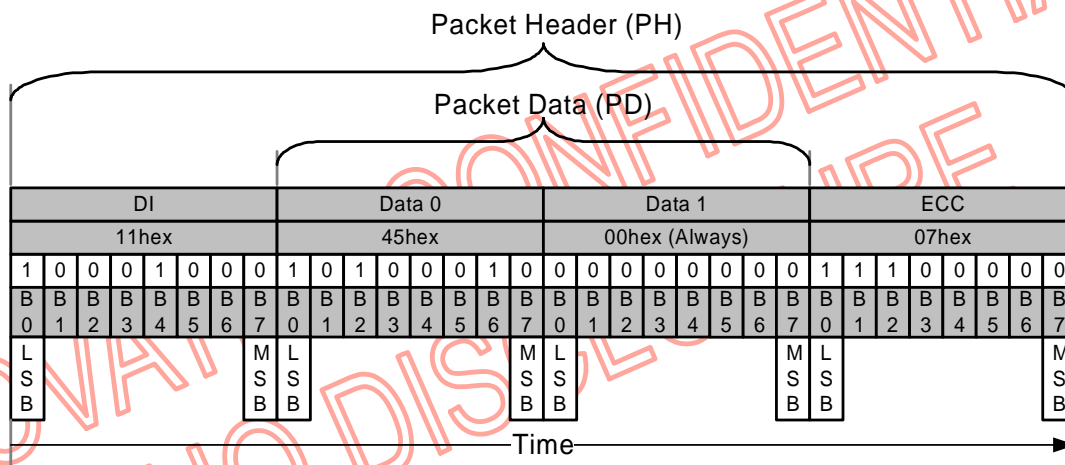 Packet Header (PH)
Packet Data (PD)
DI Data 0 Data 1 ECC
11hex 45hex 00hex (Always) 07hex
1 0 0 0 1 0 0 0 1 0 1 0 0 0 1 0 0 0 0 0 0 0 0 0 1 1 1 0 0 0 0 0
B B B B B B B B B B B B B B B B B B B B B B B B B B B B B B B B
0 1 2 3 4 5 6 7 0 1 2 3 4 5 6 7 0 1 2 3 4 5 6 7 0 1 2 3 4 5 6 7
L M L M L M L M
S S S S S S S S
B B B B B B B B
Time